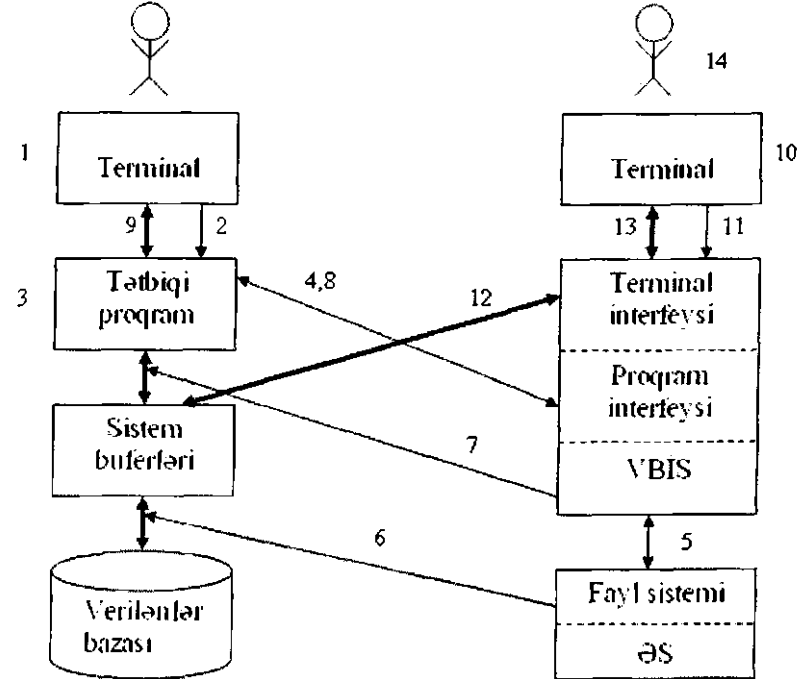 14
1
Terminal
Terminal
10
9
2
13
11
3
Tətbiqi
proqram
4,8
12
Terminal
interfeysi
Proqram
interfeysi
Sistem
buferləri
7
VBIS
6
5
Verilənlər
bazası
Fayl sistemi
ƏS